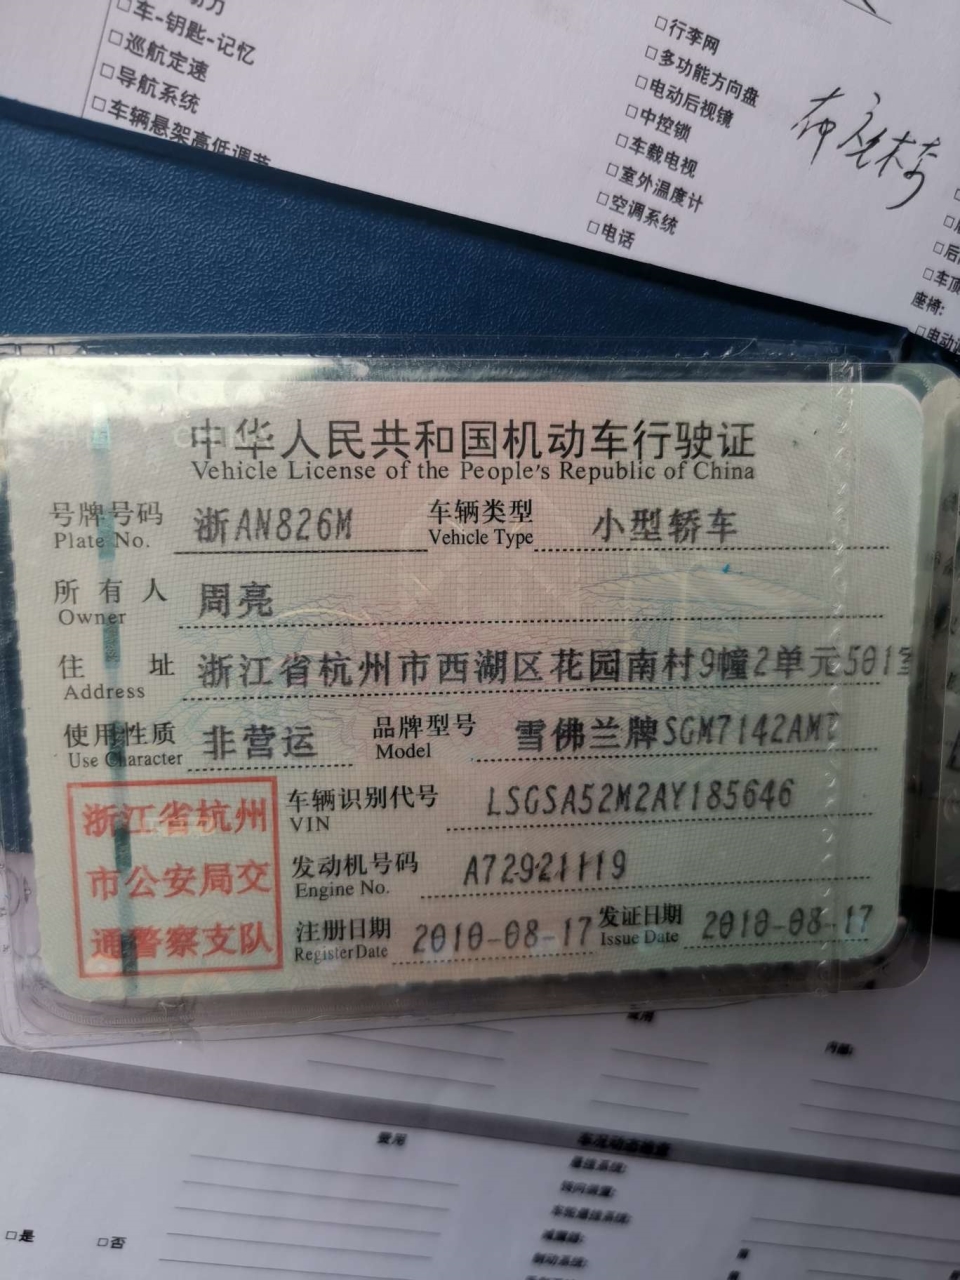 □车-钥匙-记忆
□巡航定速
□导航系统
□车辆悬架高低调节
□行李网
□多功能方向盘
□电动后视镜
□中控锁
□车载电视
□室外温度计
□空调系统
□电话
座椅:
中华人民共和国机动车行驶证
Vehicle License of the People's Republic of China
号牌号码 浙AN826M 车辆类型 小型轿车
Plate No. Vehicle Type
所有人 周亮
Owner
住址 浙江省杭州市西湖区花园南村9幢2单元501室
Address
使用性质 非营运 品牌型号 雪佛兰牌SGM7142AMT
Use Character Model
浙江省杭州
市公安局交
通警察支队
车辆识别代号 LSGSA52M2AY185646
VIN
发动机号码 A72921119
Engine No.
注册日期 2010-08-17 发证日期 2010-08-17
Register Date Issue Date
费用
□是 □否